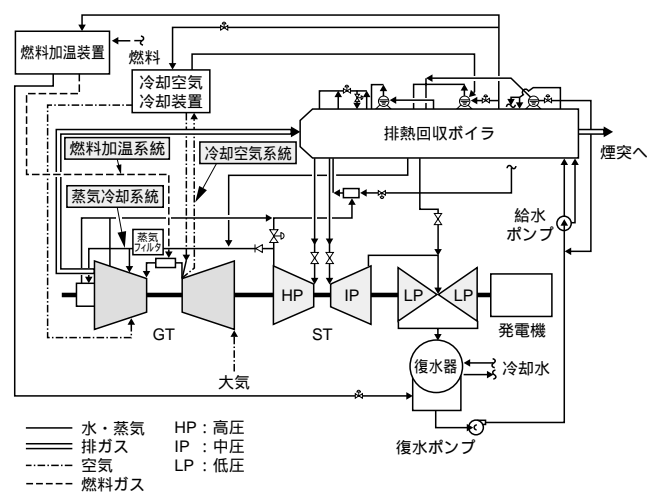 燃料加温装置
燃料
冷却空気
冷却装置
排熱回収ボイラ
煙突へ
燃料加温系統
冷却空気系統
蒸気冷却系統
蒸気
フィルタ
給水
ポンプ
HP
IP
LP
LP
発電機
GT
ST
大気
復水器
冷却水
復水ポンプ
水・蒸気
排ガス
空気
燃料ガス
HP：高圧
IP：中圧
LP：低圧